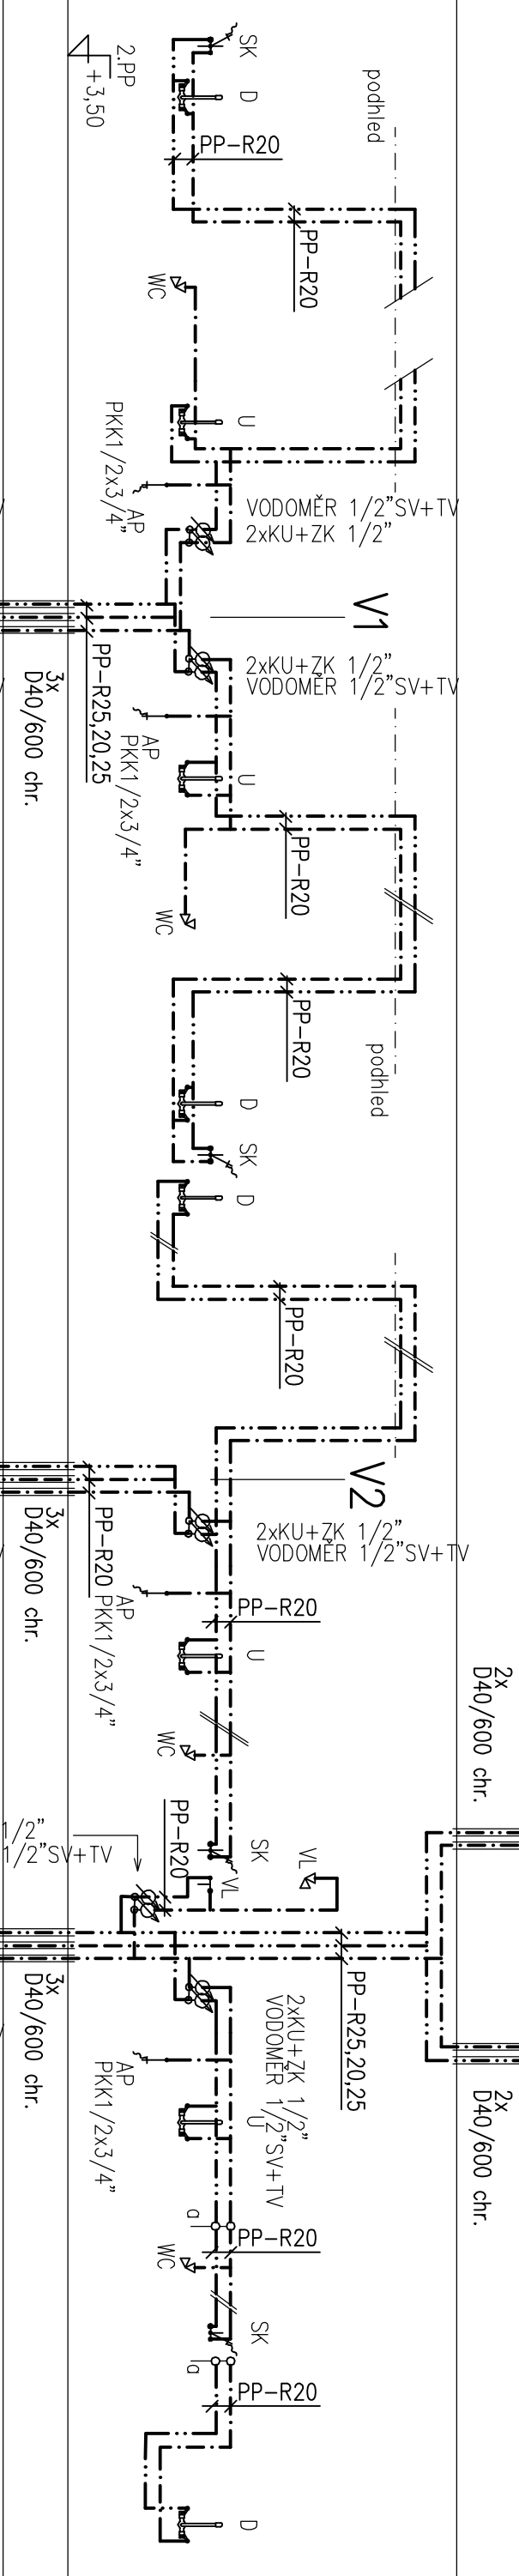 SK
D
2.PP
+3,50
podhled
PP-R20
PP-R20
WC
U
PKK1/2x3/4"
AP
VODOMĚR 1/2"SV+TV
2xKU+ZK 1/2"
V1
2xKU+ZK 1/2"
VODOMĚR 1/2"SV+TV
PP-R25,20,25
3x
D40/600 chr.
AP
PKK1/2x3/4"
U
PP-R20
WC
PP-R20
podhled
D
SK
D
PP-R20
V2
2xKU+ZK 1/2"
VODOMĚR 1/2"SV+TV
3x
D40/600 chr.
PP-R20
AP
PKK1/2x3/4"
PP-R20
U
WC
2x
D40/600 chr.
1/2"
1/2"SV+TV
PP-R20
SK
VL
VL
3x
D40/600 chr.
PP-R25,20,25
2xKU+ZK 1/2"
VODOMĚR 1/2"SV+TV
U
AP
PKK1/2x3/4"
2x
D40/600 chr.
a
PP-R20
WC
SK
a
PP-R20
D